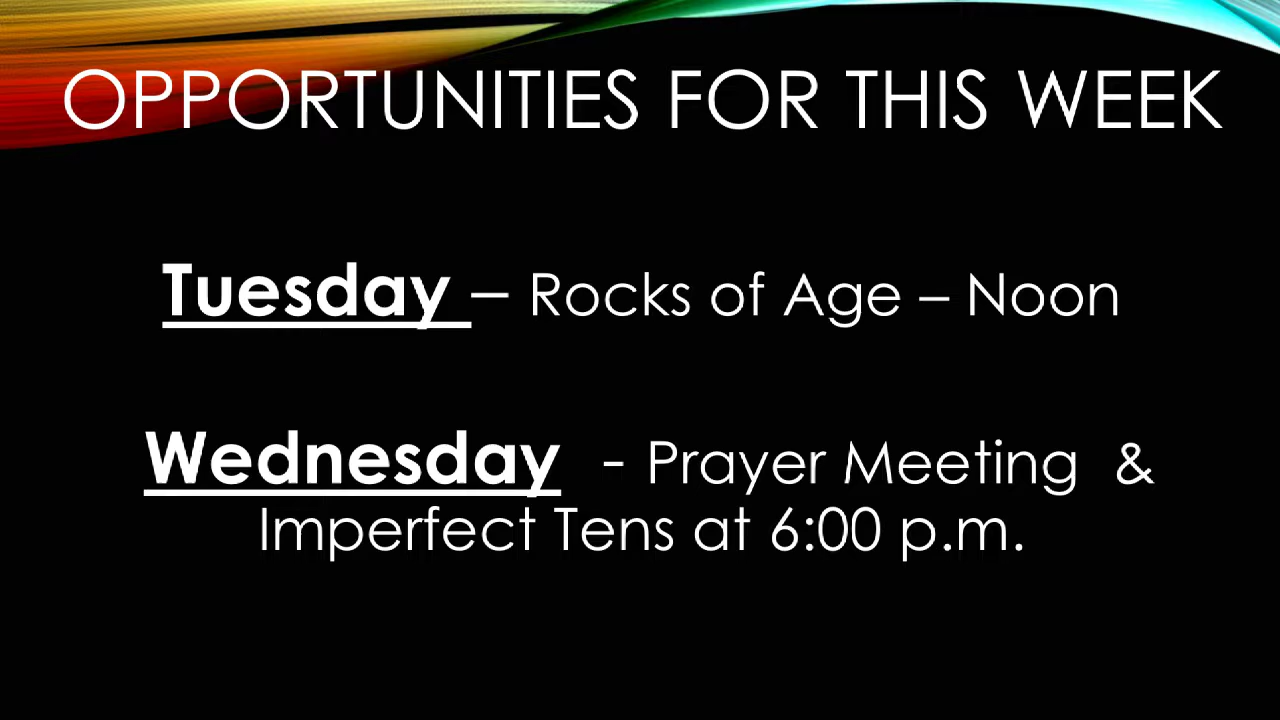 OPPORTUNITIES FOR THIS WEEK
Tuesday – Rocks of Age – Noon
Wednesday - Prayer Meeting &
Imperfect Tens at 6:00 p.m.